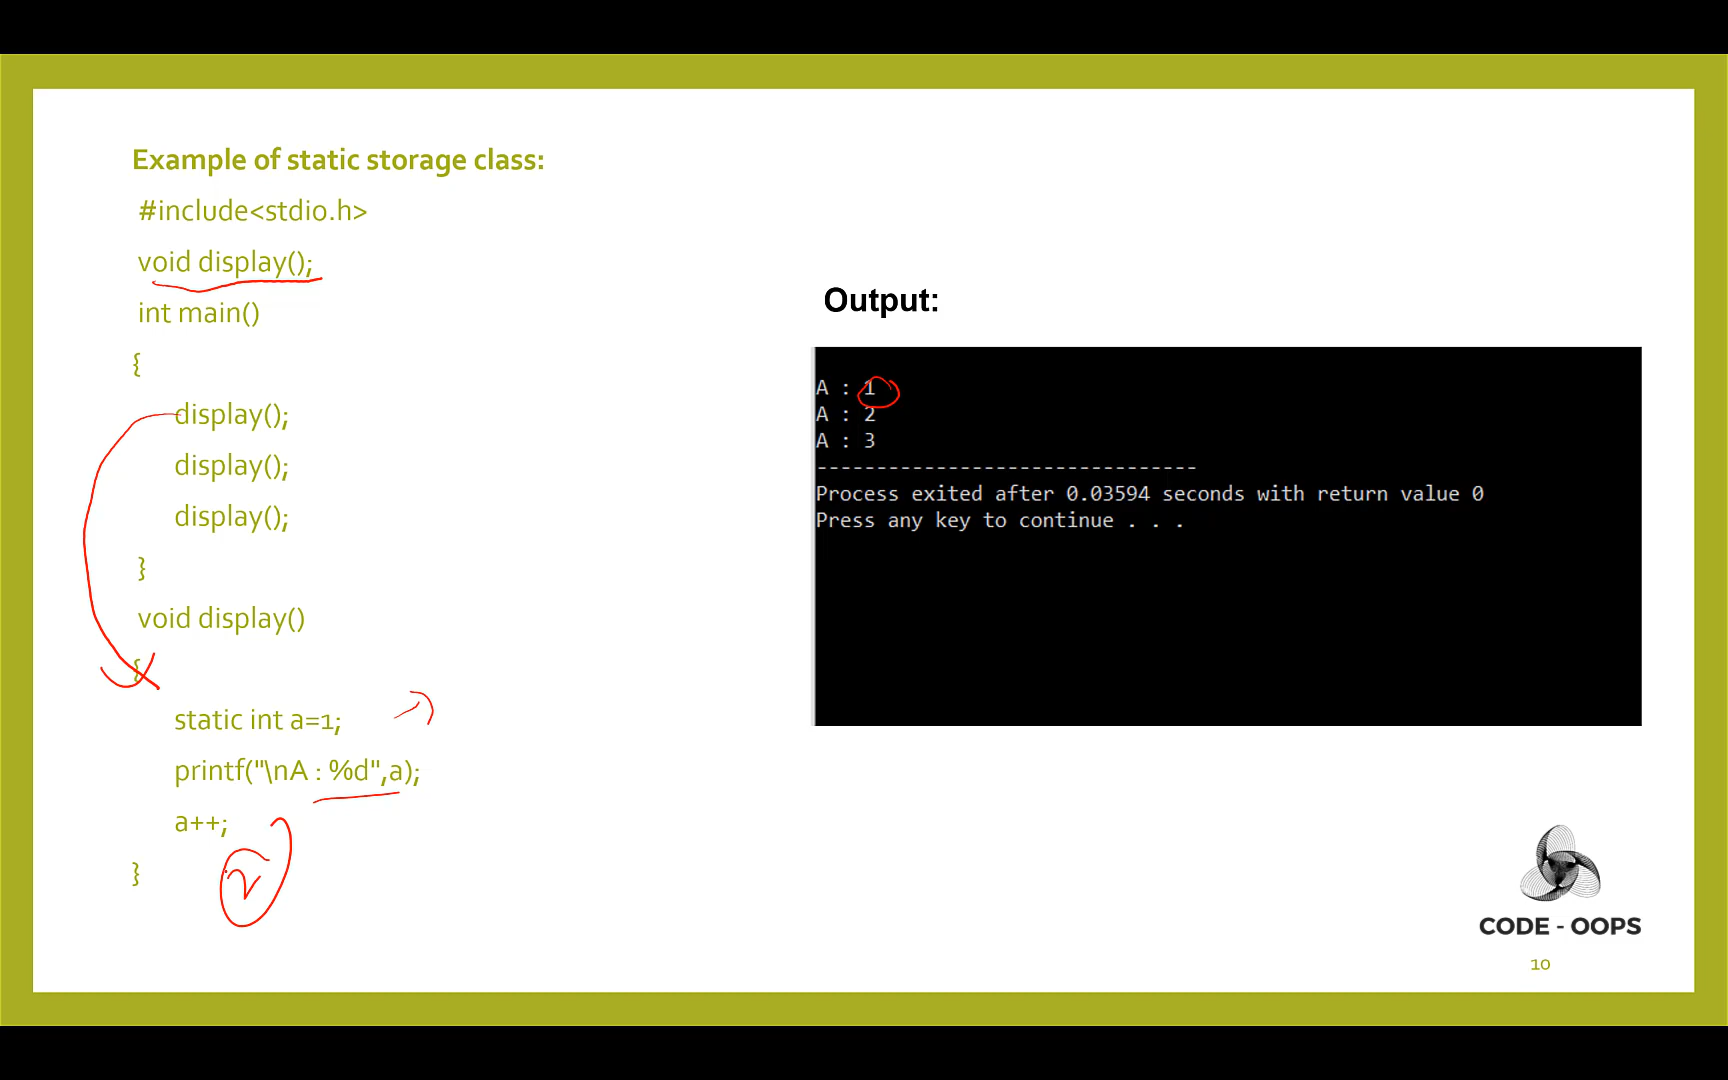 Example of static storage class:
#include<stdio.h>
void display();
int main()
{
display();
display();
display();
}
void display()
{
static int a=1;
printf("\nA : %d",a);
a++;
}
2
Output:
A : 1
A : 2
A : 3
--------------------------------
Process exited after 0.03594 seconds with return value 0
Press any key to continue . . .
CODE - OOPS
10